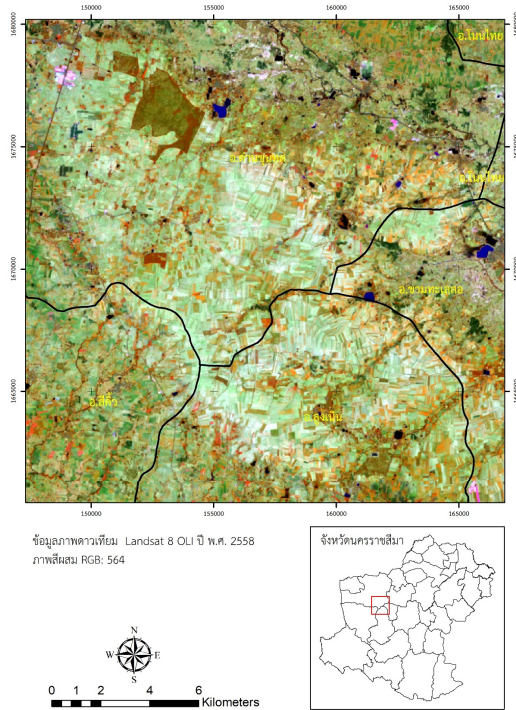 150000 155000 160000 165000
1680000
1675000
1670000
1665000
อ.โนนไทย
อ.ขามทะเลสอ
อ.สีคิ้ว
อ.สูงเนิน
150000 155000 160000 165000
ข้อมูลภาพดาวเทียม Landsat 8 OLI ปี พ.ศ. 2558
ภาพสีผสม RGB: 564
จังหวัดนครราชสีมา
N
W E
S
0 1 2 4 6
Kilometers